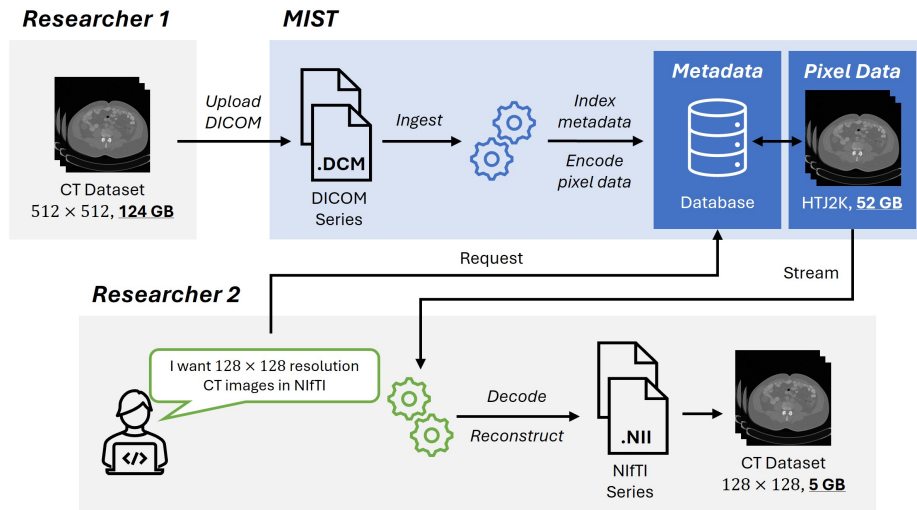 Researcher 1
MIST
CT Dataset
512 × 512, 124 GB
Upload
DICOM
.DCM
DICOM
Series
Ingest
Index
metadata
Encode
pixel data
Metadata
Database
Pixel Data
HTJ2K, 52 GB
Request
Stream
Researcher 2
I want 128 × 128 resolution
CT images in NIfTI
</>
Decode
Reconstruct
.NII
NIfTI
Series
CT Dataset
128 × 128, 5 GB